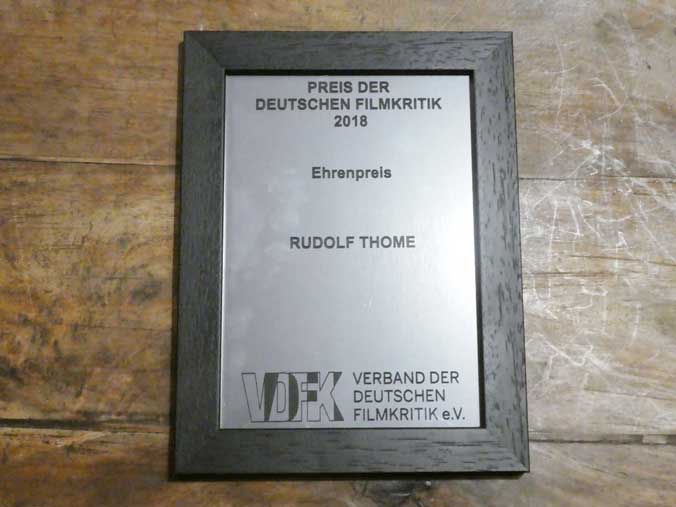 PREIS DER
DEUTSCHEN FILMKRITIK
2018
Ehrenpreis
RUDOLF THOME
VDFK VERBAND DER
DEUTSCHEN
FILMKRITIK e.V.